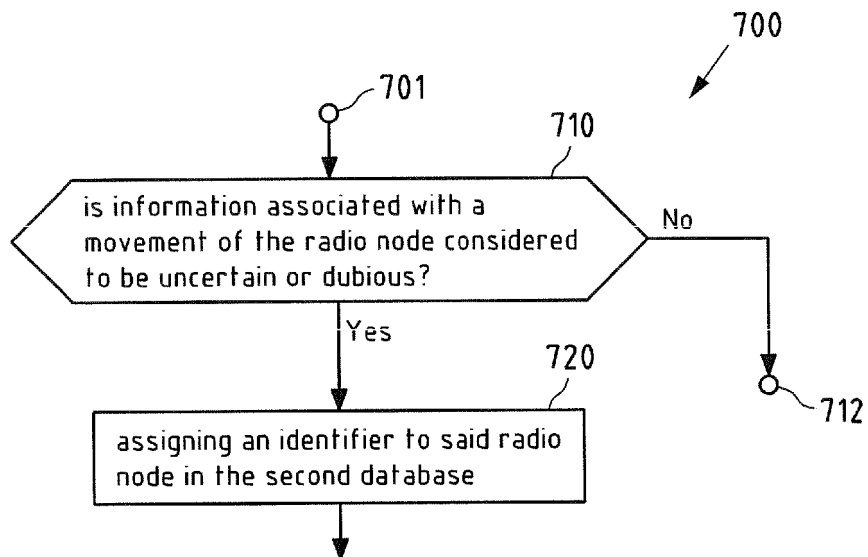 700
701
710
is information associated with a
movement of the radio node considered
to be uncertain or dubious?
No
Yes
720
712
assigning an identifier to said radio
node in the second database